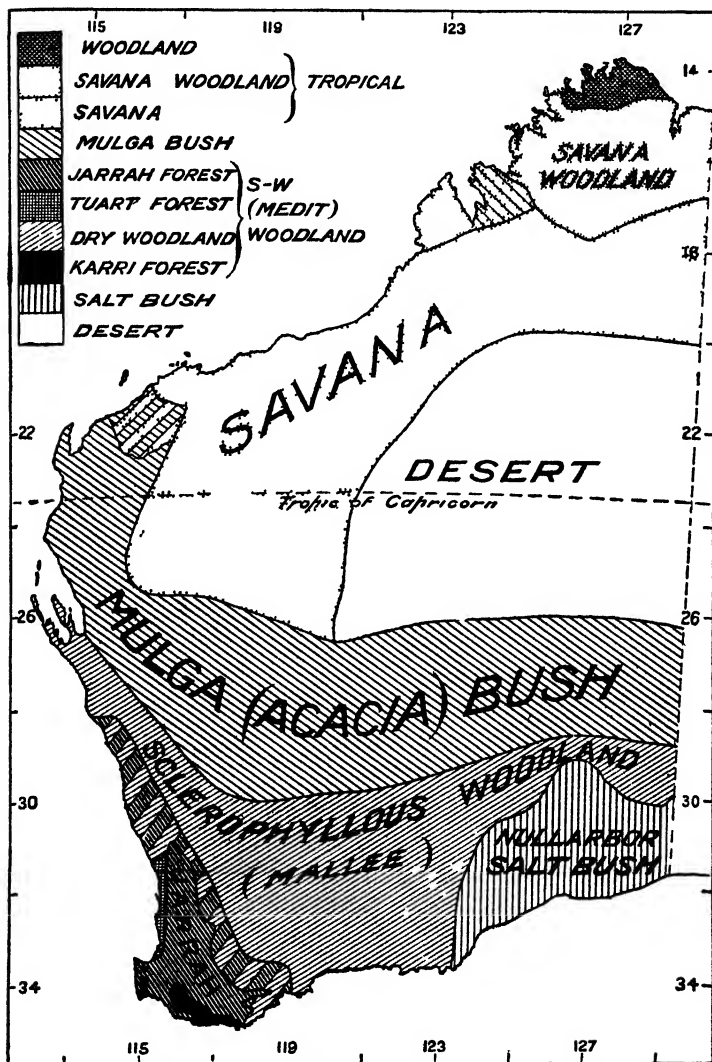 115 119 123 127
WOODLAND
SAVANA WOODLAND
SAVANA
TROPICAL
MULGA BUSH
JARRAH FOREST
TUART FOREST
DRY WOODLAND
KARRI FOREST
S-W
(MEDIT)
WOODLAND
SALT BUSH
DESERT
14
SAVANA
WOODLAND
18
SAVANA
22 22
DESERT
Tropic of Capricorn
26 26
MULGA (ACACIA) BUSH
SCLEROPHYLLOUS WOODLAND
(MALLEE)
30 30
NULLARBOR
SALT BUSH
JARRAH
34 34
115 119 123 127